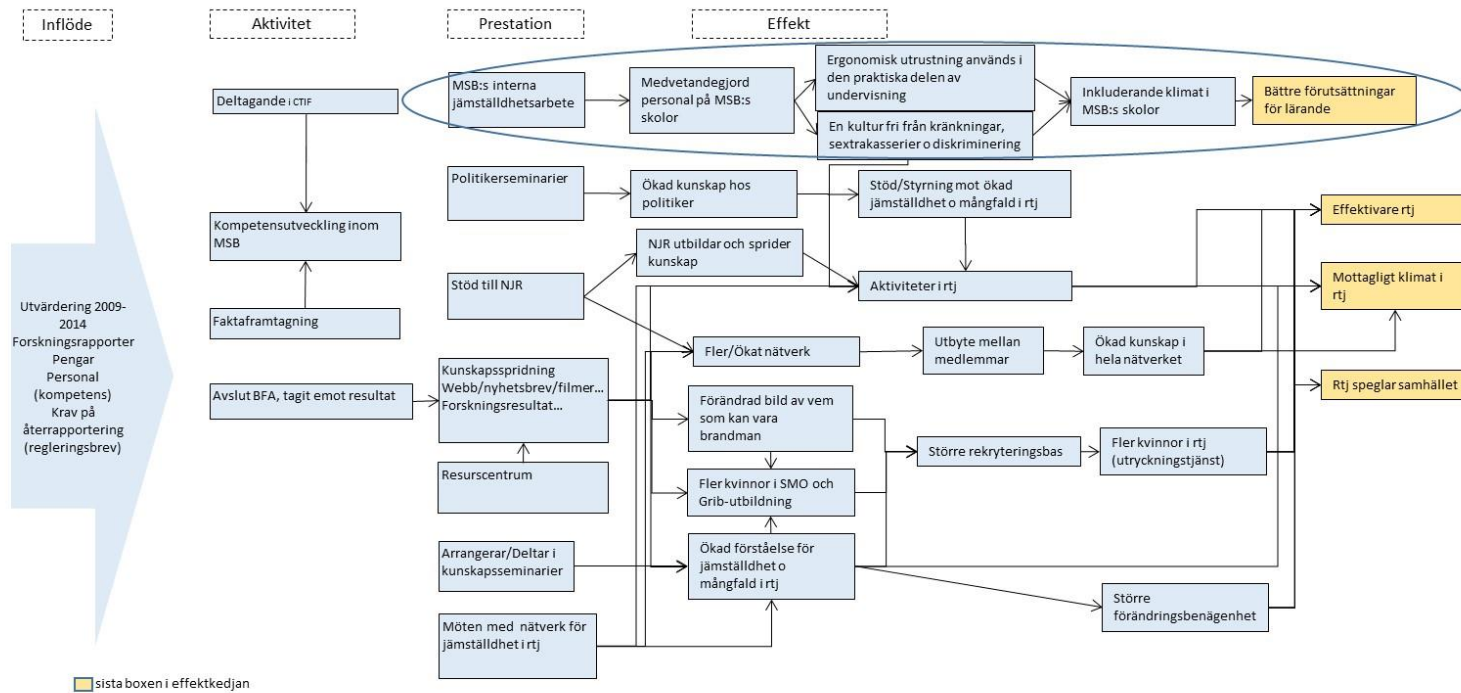 Inflöde
Aktivitet
Prestation
Effekt
Utvärdering 2009-
2014
Forskningsrapporter
Pengar
Personal
(kompetens)
Krav på
återrapportering
(regleringsbrev)
Deltagande i CTIF
Kompetensutveckling inom
MSB
Faktaframtagning
Avslut BFA, tagit emot resultat
MSB:s interna
jämställdhetsarbete
Medvetandegjord
personal på MSB:s
skolor
Ergonomisk utrustning används i
den praktiska delen av
undervisning
En kultur fri från kränkningar,
sextrakasserier o diskriminering
Inkluderande klimat i
MSB:s skolor
Bättre förutsättningar
för lärande
Politikerseminarier
Ökad kunskap hos
politiker
Stöd/Styrning mot ökad
jämställdhet o mångfald i rtj
Effektivare rtj
Stöd till NJR
NJR utbildar och sprider
kunskap
Aktiviteter i rtj
Mottagligt klimat i
rtj
Fler/Ökat nätverk
Utbyte mellan
medlemmar
Ökad kunskap i
hela nätverket
Rtj speglar samhället
Kunskapsspridning
Webb/nyhetsbrev/filmer...
Forskningsresultat...
Förändrad bild av vem
som kan vara
brandman
Större rekryteringsbas
Fler kvinnor i rtj
(utryckningstjänst)
Resurscentrum
Fler kvinnor i SMO och
Grib-utbildning
Arrangerar/Deltar i
kunskapsseminarier
Ökad förståelse för
jämställdhet o
mångfald i rtj
Större
förändringsbenägenhet
Möten med nätverk för
jämställdhet i rtj
sista boxen i effektkedjan